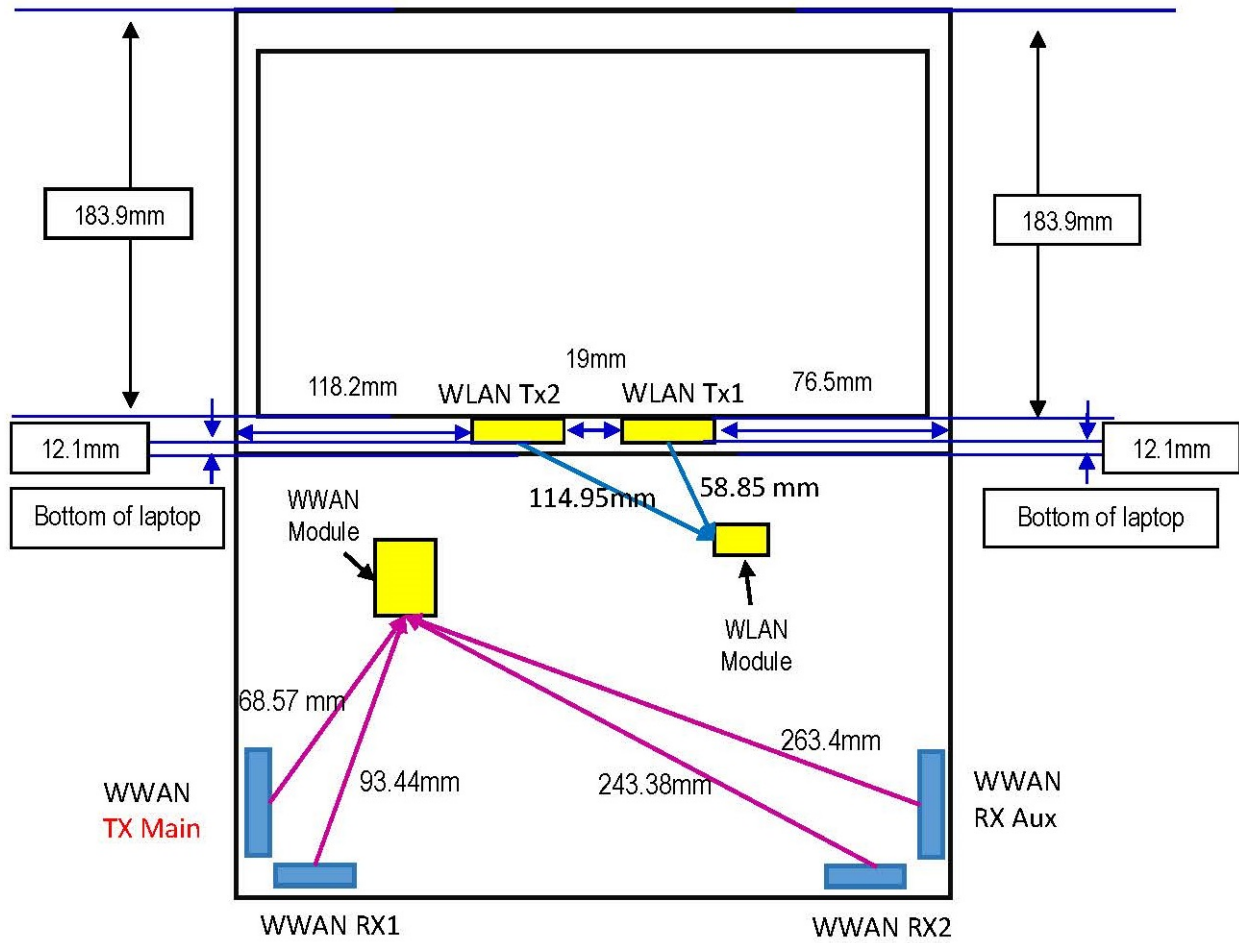 183.9mm
183.9mm
19mm
118.2mm
WLAN Tx2
WLAN Tx1
76.5mm
12.1mm
12.1mm
Bottom of laptop
Bottom of laptop
114.95mm
58.85 mm
WWAN
Module
WLAN
Module
68.57 mm
93.44mm
243.38mm
263.4mm
WWAN
TX Main
WWAN
RX Aux
WWAN RX1
WWAN RX2